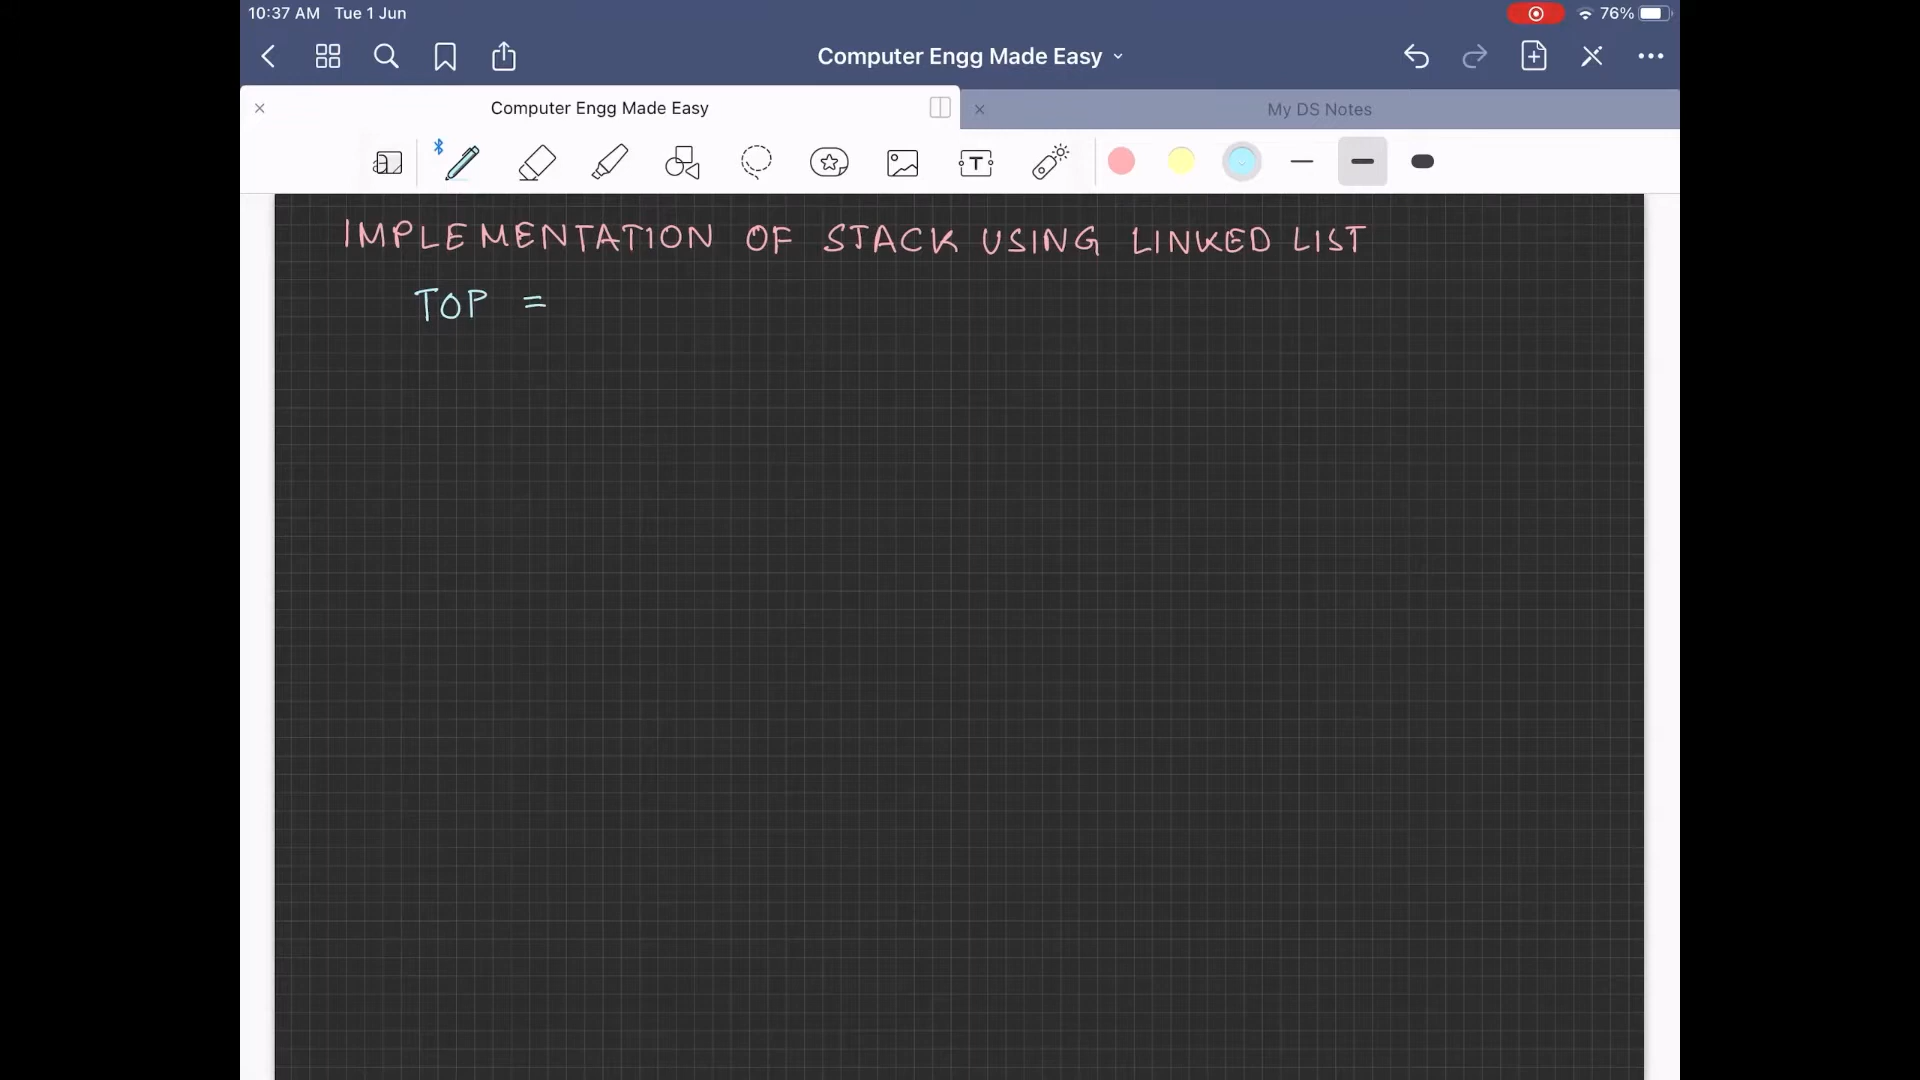 10:37 AM Tue 1 Jun
76%
Computer Engg Made Easy
Computer Engg Made Easy
My DS Notes
T
IMPLEMENTATION OF STACK USING LINKED LIST
TOP =